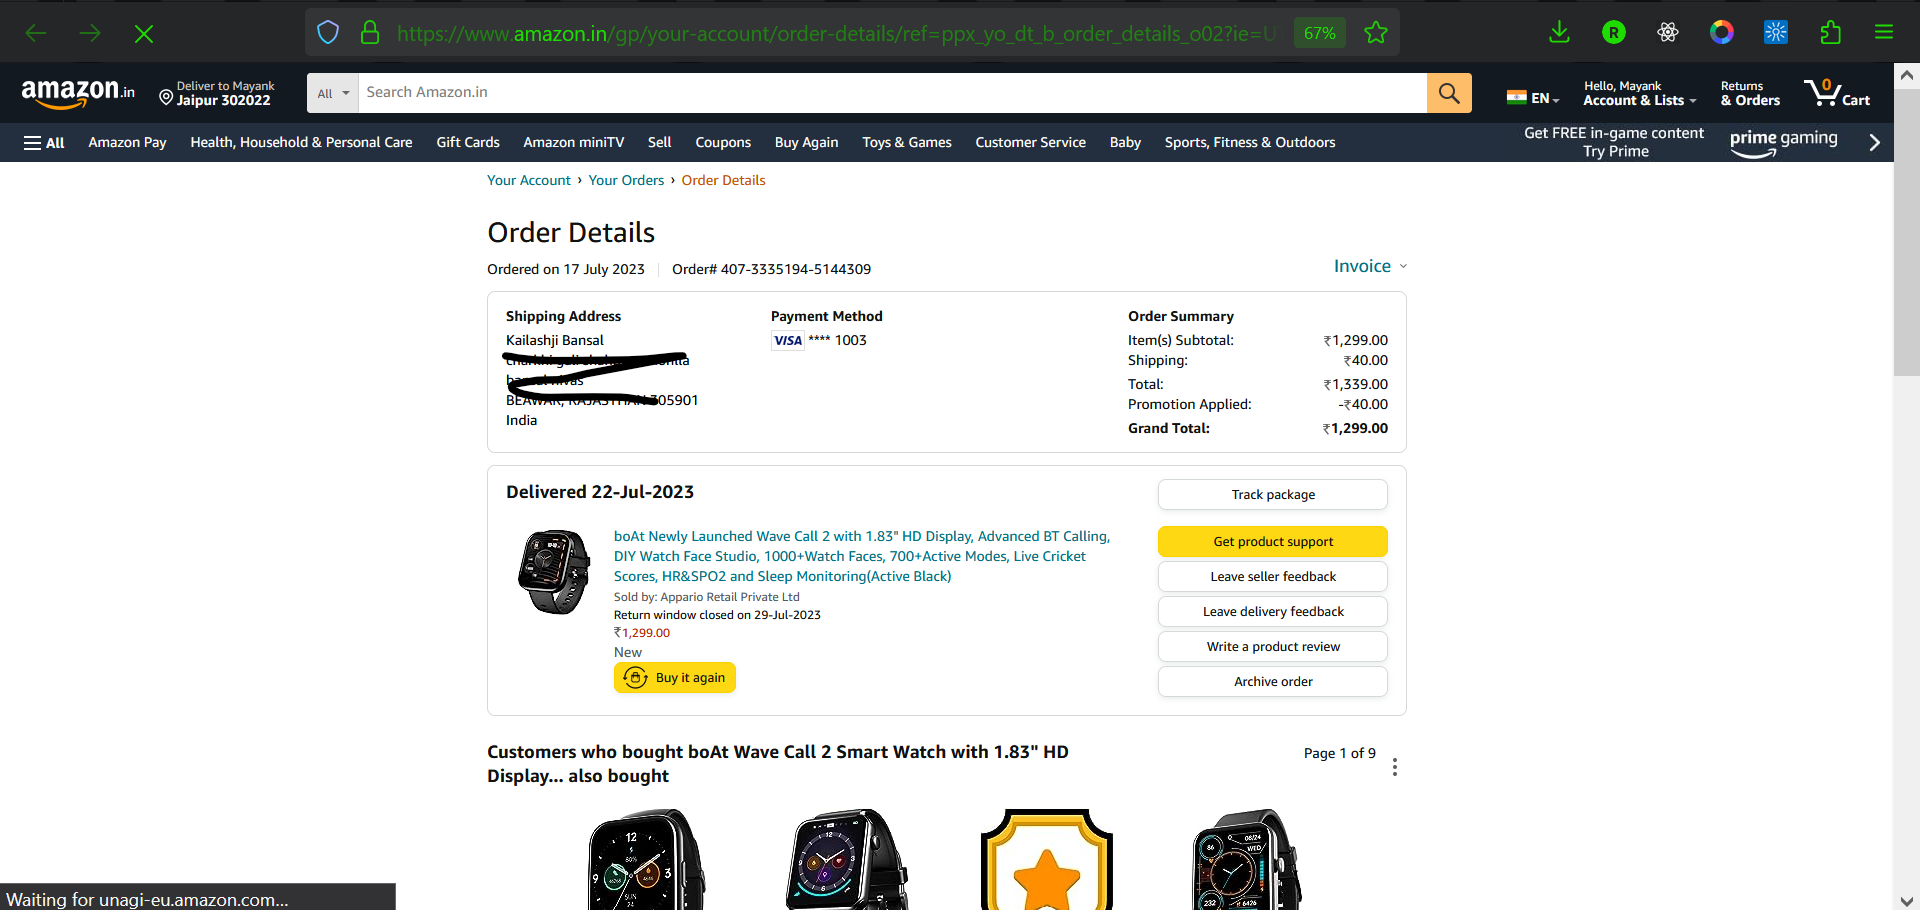 https://www.amazon.in/gp/your-account/order-details/ref=ppx_yo_dt_b_order_details_o02?ie=U
67%
R
amazon.in
Deliver to Mayank
Jaipur 302022
All
Search Amazon.in
EN
Hello, Mayank
Account & Lists
Returns
& Orders
0
Cart
All
Amazon Pay
Health, Household & Personal Care
Gift Cards
Amazon miniTV
Sell
Coupons
Buy Again
Toys & Games
Customer Service
Baby
Sports, Fitness & Outdoors
Get FREE in-game content
Try Prime
prime gaming
Your Account › Your Orders › Order Details
Order Details
Ordered on 17 July 2023
Order# 407-3335194-5144309
Invoice
Shipping Address
Kailashji Bansal
305901
India
Payment Method
VISA **** 1003
Order Summary
Item(s) Subtotal: ₹1,299.00
Shipping: ₹40.00
Total: ₹1,339.00
Promotion Applied: -₹40.00
Grand Total: ₹1,299.00
Delivered 22-Jul-2023
boAt Newly Launched Wave Call 2 with 1.83" HD Display, Advanced BT Calling,
DIY Watch Face Studio, 1000+Watch Faces, 700+Active Modes, Live Cricket
Scores, HR&SPO2 and Sleep Monitoring(Active Black)
Sold by: Appario Retail Private Ltd
Return window closed on 29-Jul-2023
₹1,299.00
New
Buy it again
Track package
Get product support
Leave seller feedback
Leave delivery feedback
Write a product review
Archive order
Customers who bought boAt Wave Call 2 Smart Watch with 1.83" HD
Display... also bought
Page 1 of 9
Waiting for unagi-eu.amazon.com...